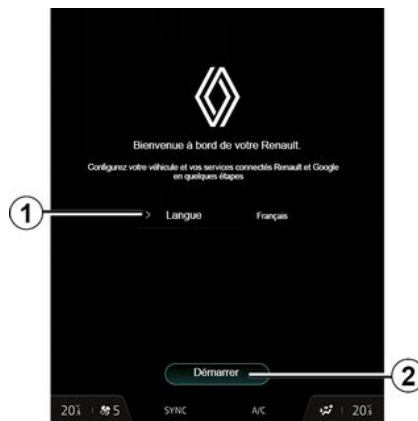 Bienvenue à bord de votre Renault.
Configurez votre véhicule et vos services connectés Renault et Google
en quelques étapes
1
> Langue Français
Démarrer
2
20 5 SYNC A/C 20